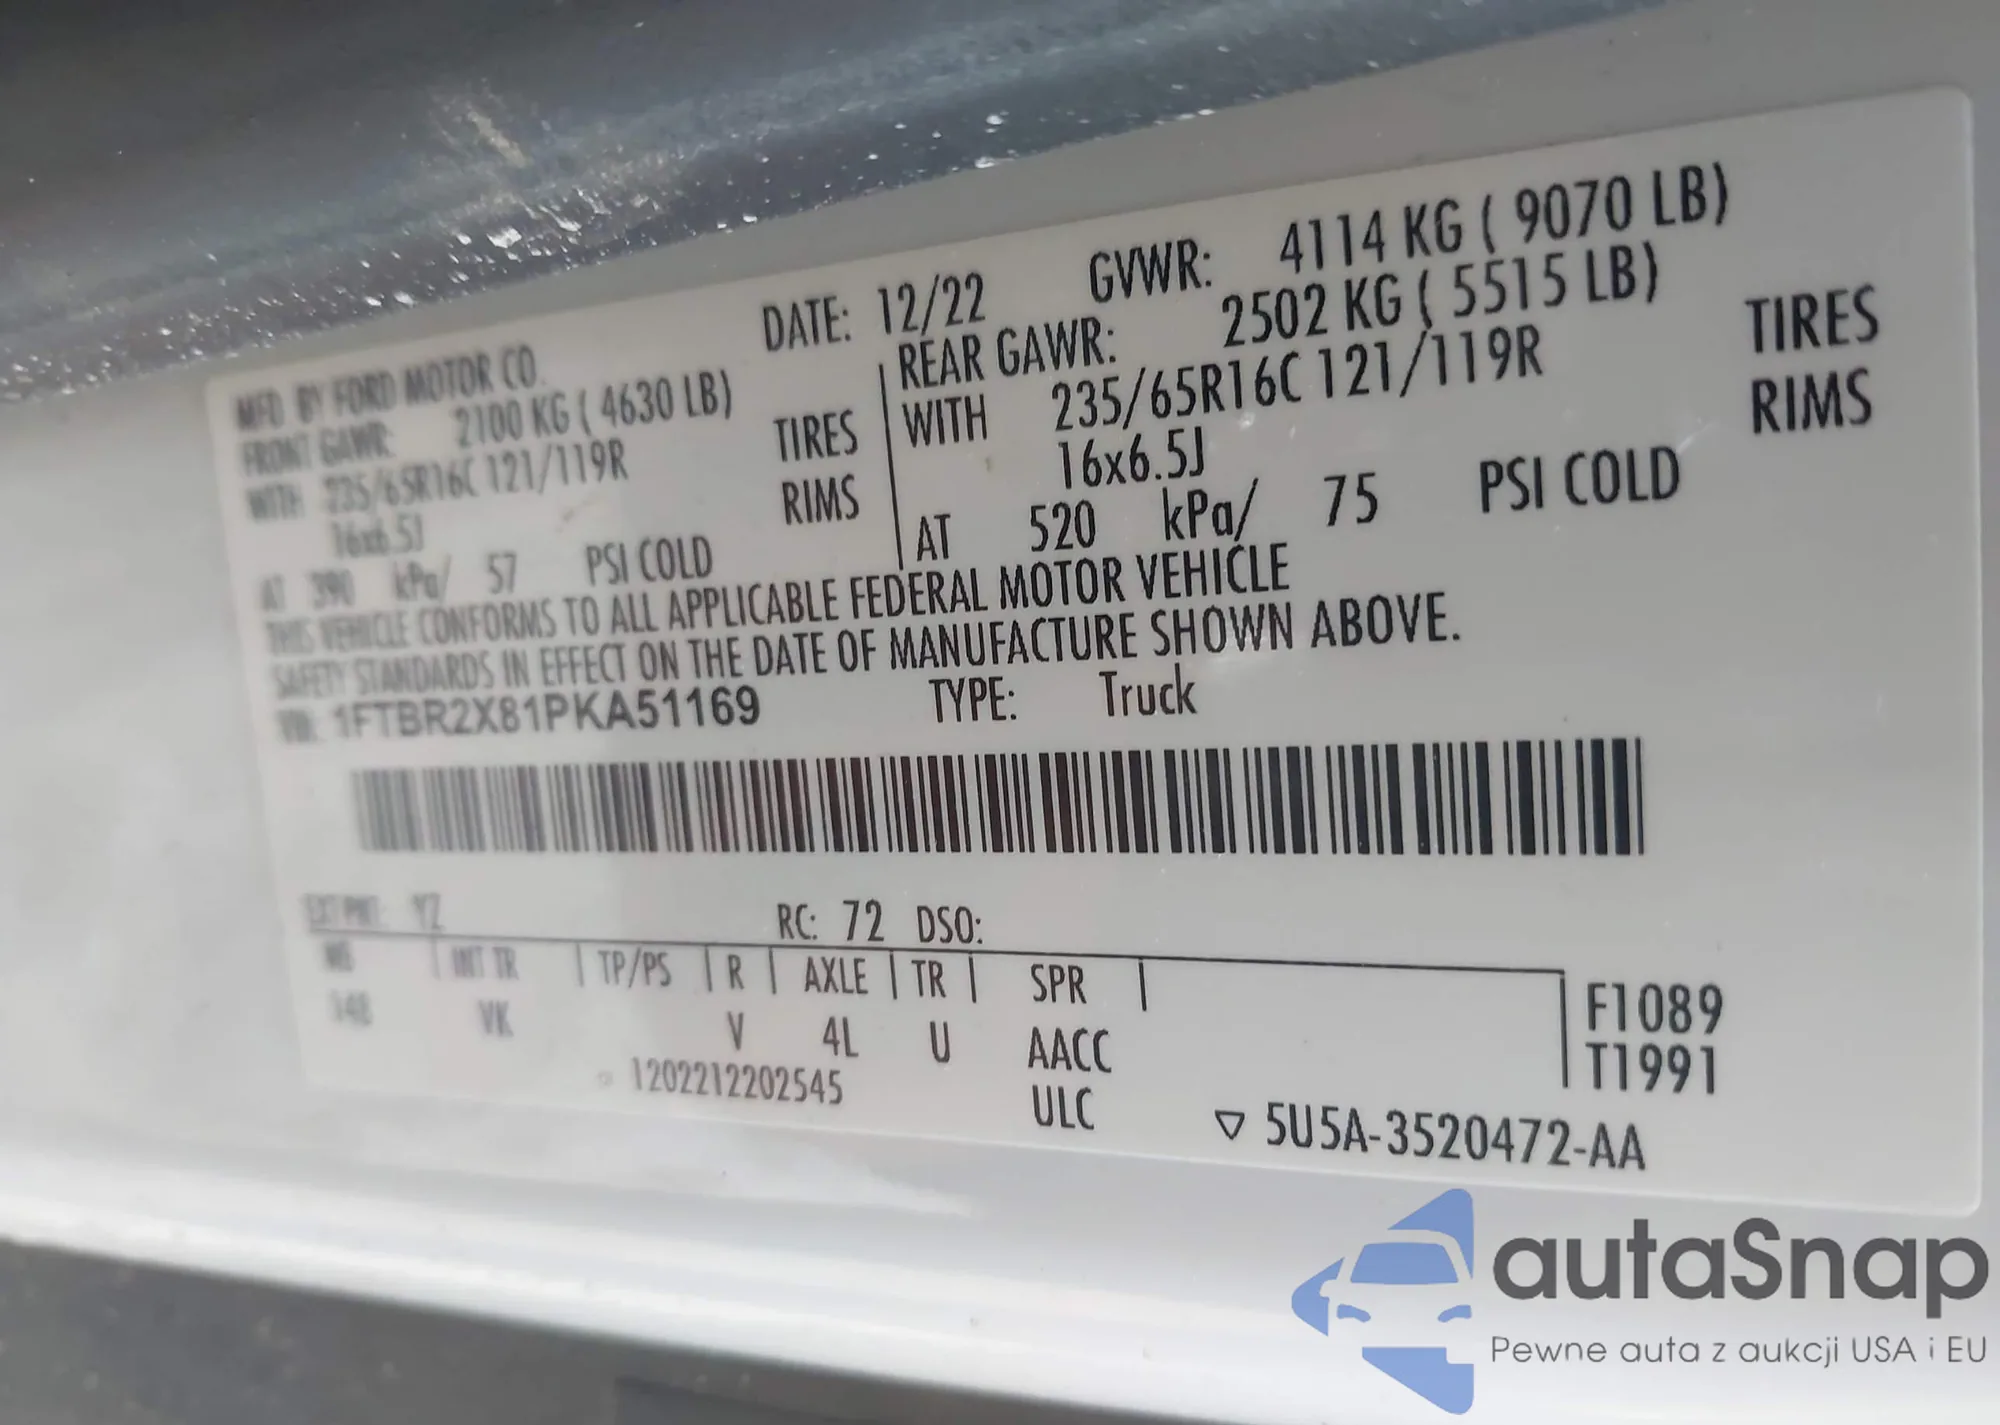 MFD BY FORD MOTOR CO. DATE: 12/22 GVWR: 4114 KG ( 9070 LB)
FRONT GAWR: 2100 KG ( 4630 LB) REAR GAWR: 2502 KG ( 5515 LB)
WITH 235/65R16C 121/119R TIRES WITH 235/65R16C 121/119R TIRES
16x6.5J RIMS 16x6.5J RIMS
AT 390 kPa/ 57 PSI COLD AT 520 kPa/ 75 PSI COLD
THIS VEHICLE CONFORMS TO ALL APPLICABLE FEDERAL MOTOR VEHICLE
SAFETY STANDARDS IN EFFECT ON THE DATE OF MANUFACTURE SHOWN ABOVE.
VIN: 1FTBR2X81PKA51169 TYPE: Truck
EXT PNT: YZ RC: 72 DSO:
WB INT TR TP/PS R AXLE TR SPR F1089
148 VK V 4L U AACC T1991
1202212202545 ULC ▽ 5U5A-3520472-AA
autaSnap
Pewne auta z aukcji USA i EU